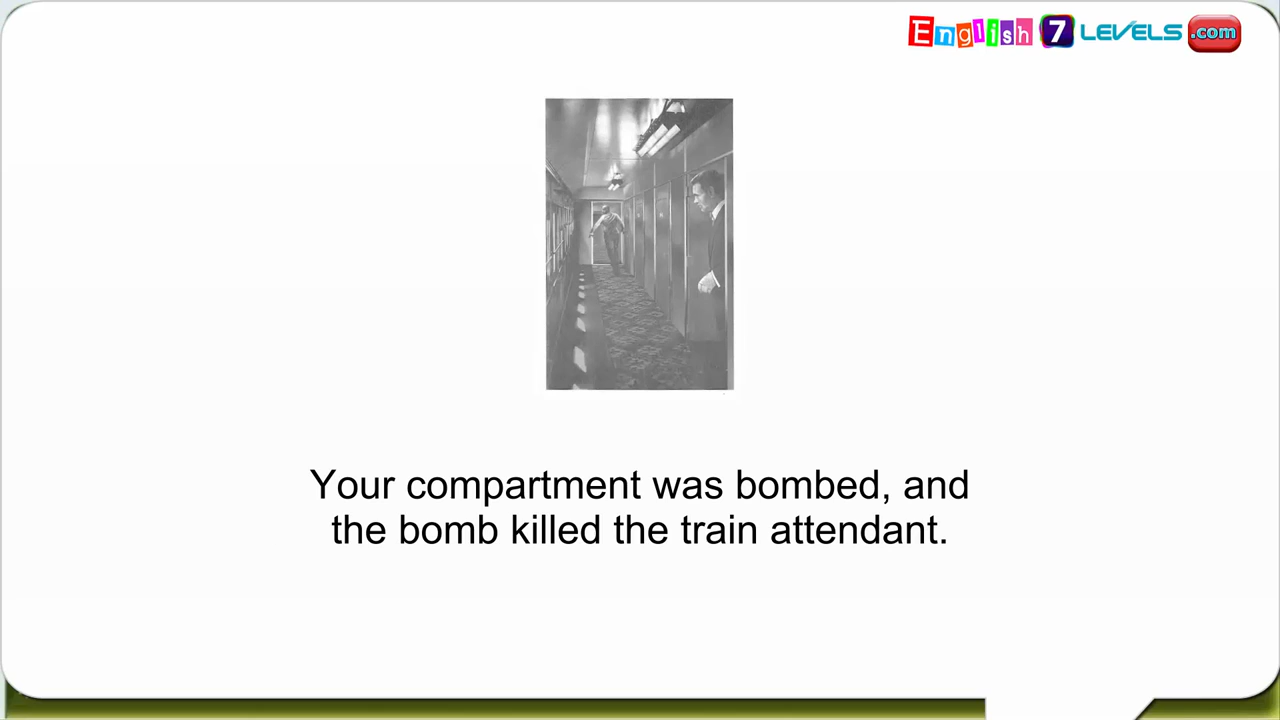 English 7 LEVELS .com
Your compartment was bombed, and
the bomb killed the train attendant.